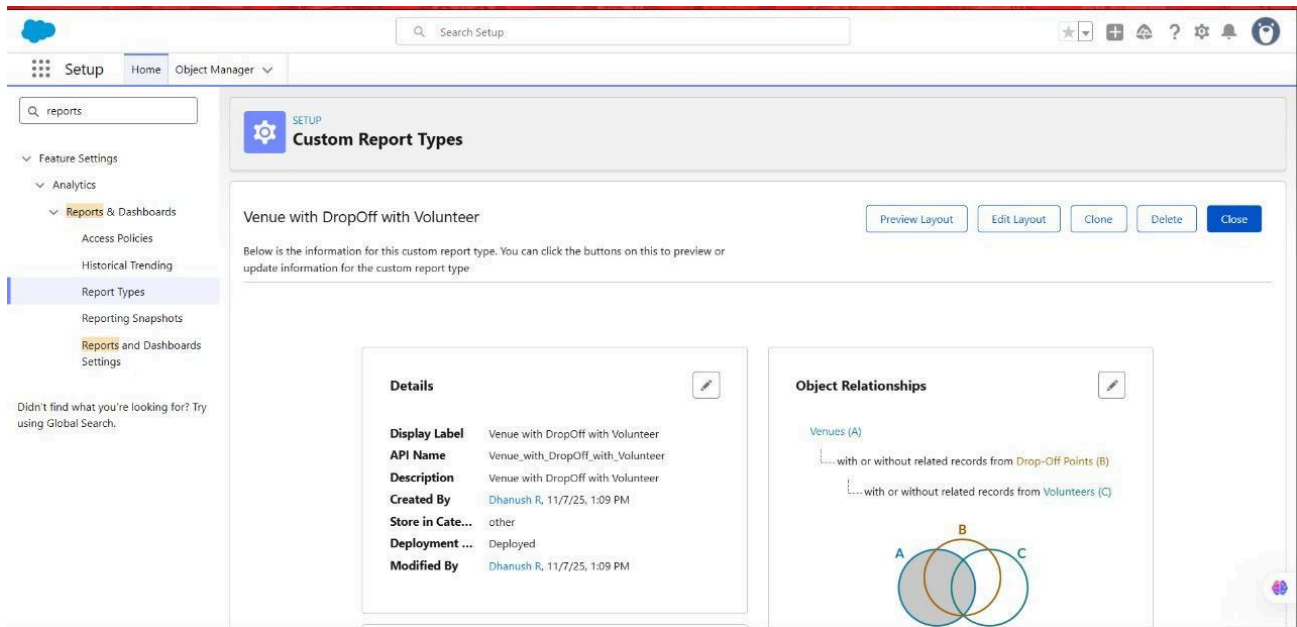 Search Setup
Setup
Home
Object Manager
reports
Feature Settings
Analytics
Reports & Dashboards
Access Policies
Historical Trending
Report Types
Reporting Snapshots
Reports and Dashboards
Settings
Didn't find what you're looking for? Try
using Global Search.
SETUP
Custom Report Types
Venue with DropOff with Volunteer
Preview Layout
Edit Layout
Clone
Delete
Close
Below is the information for this custom report type. You can click the buttons on this to preview or
update information for the custom report type
Details
Display Label Venue with DropOff with Volunteer
API Name Venue_with_DropOff_with_Volunteer
Description Venue with DropOff with Volunteer
Created By Dhanush R, 11/7/25, 1:09 PM
Store in Cate... other
Deployment ... Deployed
Modified By Dhanush R, 11/7/25, 1:09 PM
Object Relationships
Venues (A)
with or without related records from Drop-Off Points (B)
with or without related records from Volunteers (C)
B
A
C